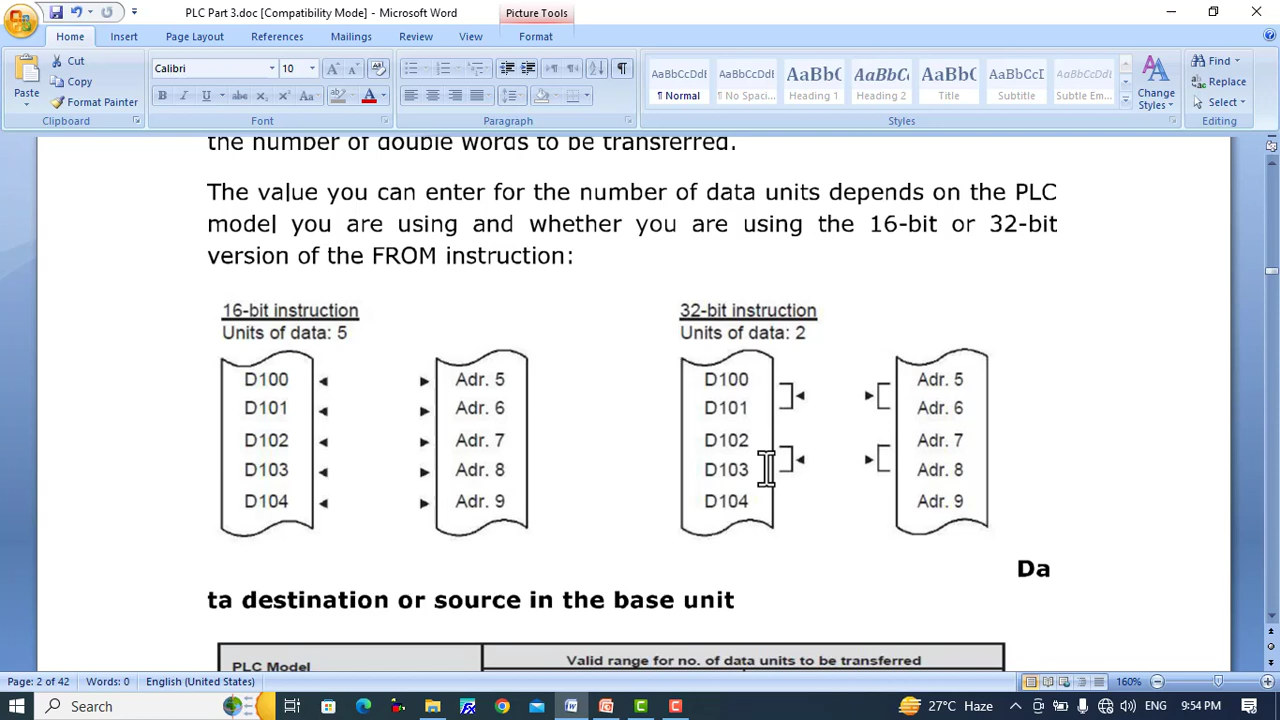 PLC Part 3.doc [Compatibility Mode] - Microsoft Word
Picture Tools
Home Insert Page Layout References Mailings Review View Format
Paste
Cut
Copy
Format Painter
Clipboard
Calibri 10
Font
Paragraph
AaBbCcDd AaBbCcDd AaBbC AaBbCc AaBbC AaBbCcI AaBbCcDd
¶ Normal ¶ No Spaci... Heading 1 Heading 2 Title Subtitle Subtle Em...
Styles
Change Styles
Find
Replace
Select
Editing
the number of double words to be transferred.
The value you can enter for the number of data units depends on the PLC
model you are using and whether you are using the 16-bit or 32-bit
version of the FROM instruction:
16-bit instruction
Units of data: 5
D100 Adr. 5
D101 Adr. 6
D102 Adr. 7
D103 Adr. 8
D104 Adr. 9
32-bit instruction
Units of data: 2
D100 Adr. 5
D101 Adr. 6
D102 Adr. 7
D103 Adr. 8
D104 Adr. 9
Da
ta destination or source in the base unit
PLC Model Valid range for no. of data units to be transferred
Page: 2 of 42 Words: 0 English (United States) 160%
Search 27°C Haze ENG 9:54 PM